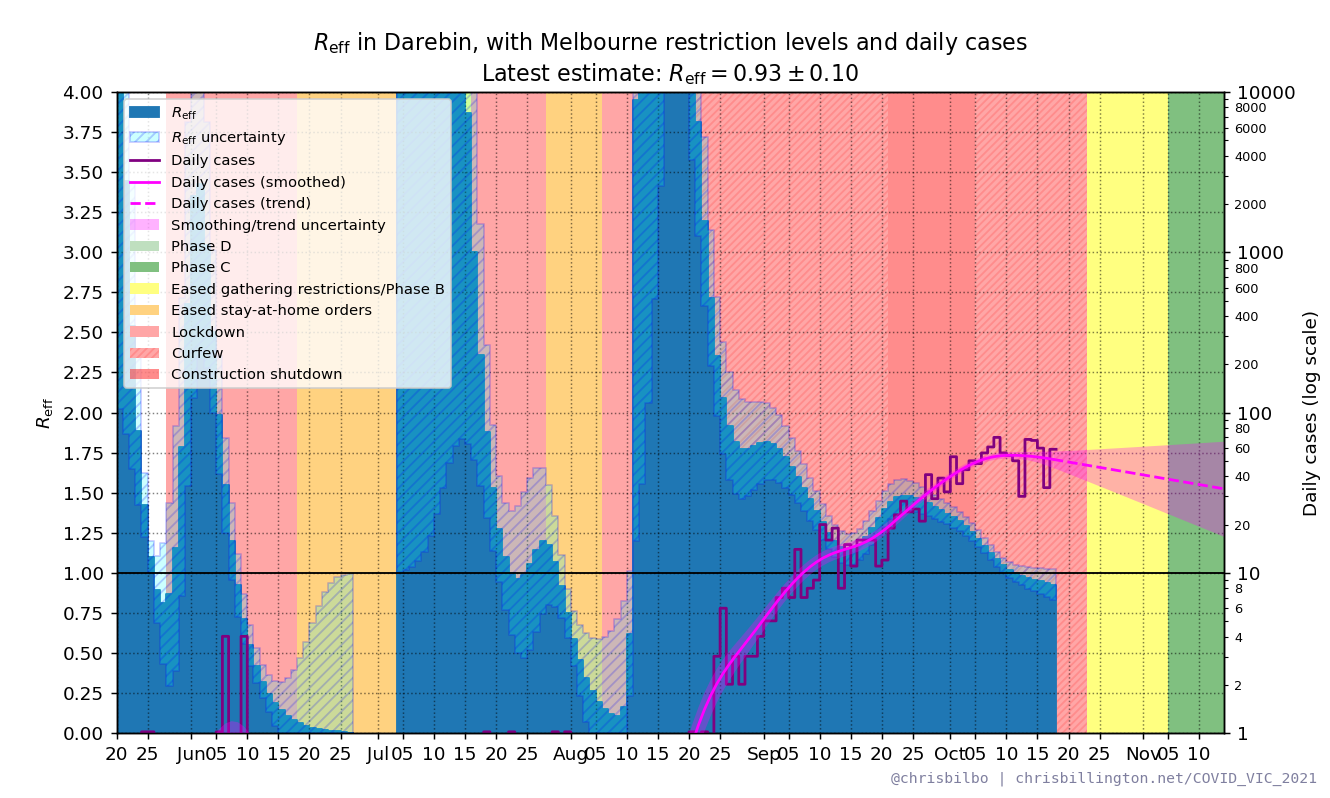 R_eff in Darebin, with Melbourne restriction levels and daily cases
Latest estimate: R_eff = 0.93 ± 0.10
R_eff
R_eff uncertainty
Daily cases
Daily cases (smoothed)
Daily cases (trend)
Smoothing/trend uncertainty
Phase D
Phase C
Eased gathering restrictions/Phase B
Eased stay-at-home orders
Lockdown
Curfew
Construction shutdown
R_eff
4.00
3.75
3.50
3.25
3.00
2.75
2.50
2.25
2.00
1.75
1.50
1.25
1.00
0.75
0.50
0.25
0.00
20 25 Jun 05 10 15 20 25 Jul 05 10 15 20 25 Aug 05 10 15 20 25 Sep 05 10 15 20 25 Oct 05 10 15 20 25 Nov 05 10
10000
8000
6000
4000
2000
1000
800
600
400
200
100
80
60
40
20
10
8
6
4
2
1
Daily cases (log scale)
@chrisbilbo | chrisbillington.net/COVID_VIC_2021